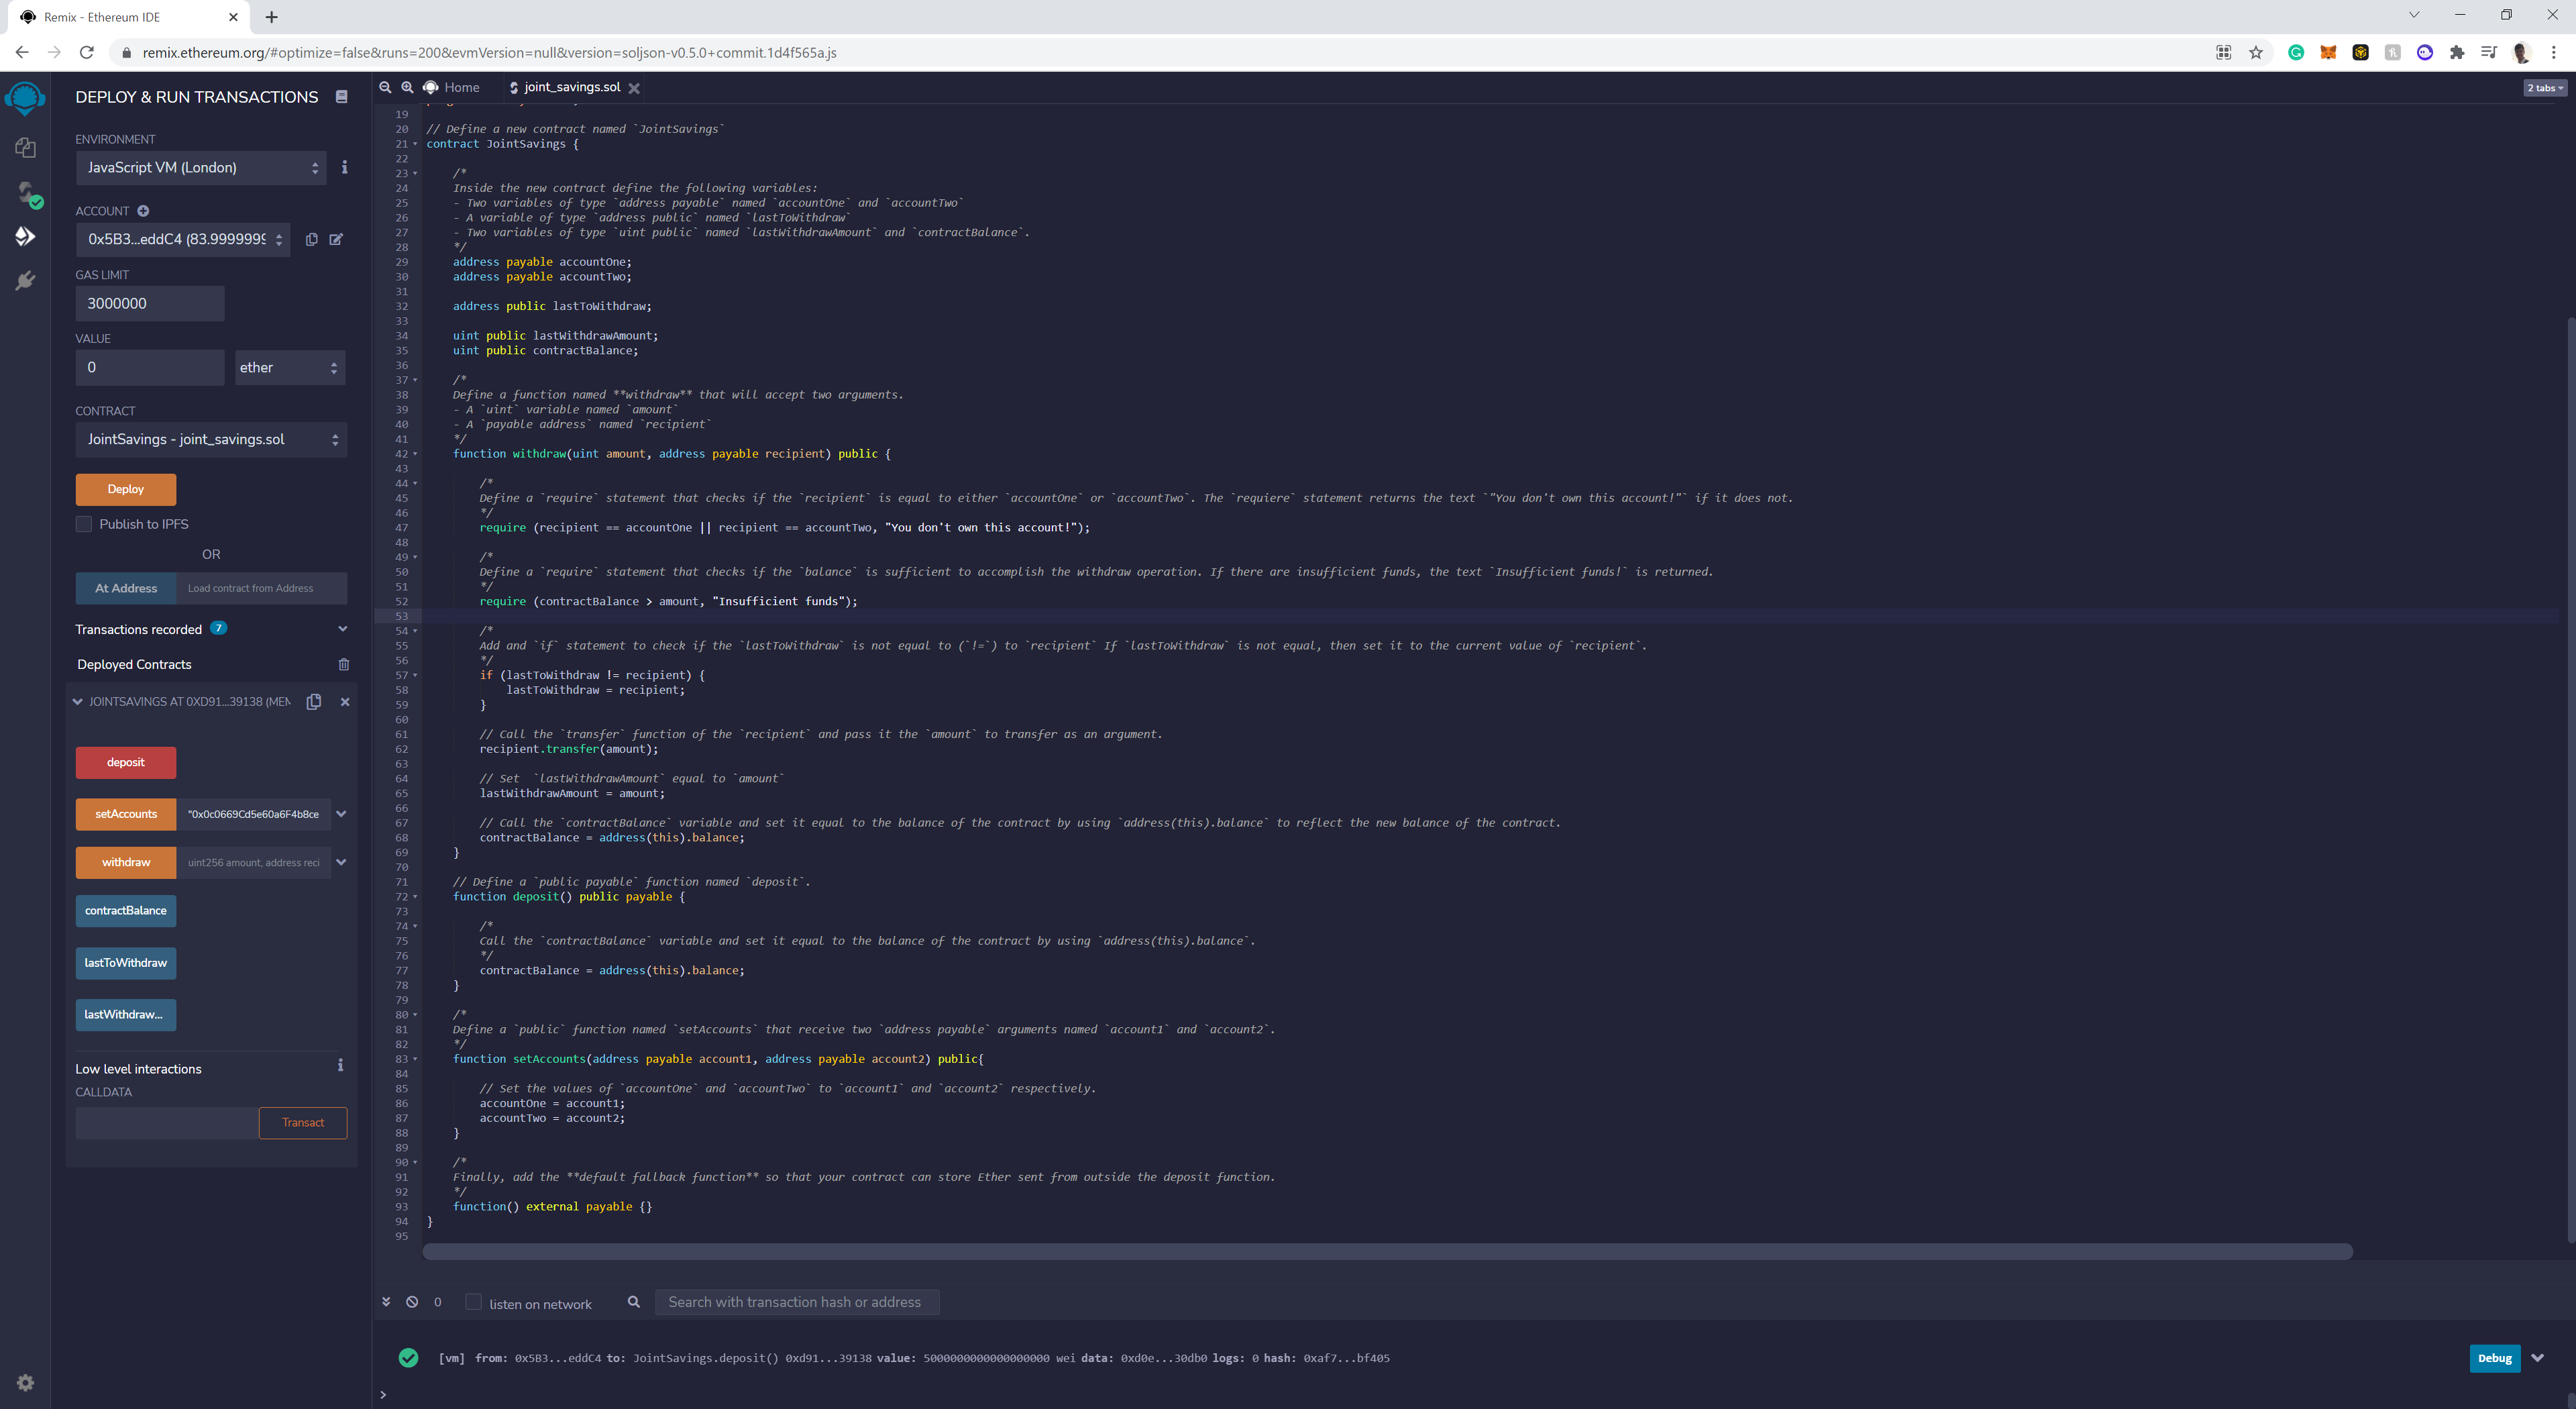 Remix - Ethereum IDE
remix.ethereum.org/#optimize=false&runs=200&evmVersion=null&version=soljson-v0.5.0+commit.1d4f565a.js
DEPLOY & RUN TRANSACTIONS
ENVIRONMENT
JavaScript VM (London)
ACCOUNT
0x5B3...eddC4 (83.9999999
GAS LIMIT
3000000
VALUE
0
ether
CONTRACT
JointSavings - joint_savings.sol
Deploy
Publish to IPFS
OR
At Address
Load contract from Address
Transactions recorded 7
Deployed Contracts
JOINTSAVINGS AT 0XD91...39138 (MEM
deposit
setAccounts
"0x0c0669Cd5e60a6F4b8ce
withdraw
uint256 amount, address reci
contractBalance
lastToWithdraw
lastWithdraw...
Low level interactions
CALLDATA
Transact
Home
joint_savings.sol
2 tabs
19
20 // Define a new contract named `JointSavings`
21 contract JointSavings {
22
23 /*
24 Inside the new contract define the following variables:
25 - Two variables of type `address payable` named `accountOne` and `accountTwo`
26 - A variable of type `address public` named `lastToWithdraw`
27 - Two variables of type `uint public` named `lastWithdrawAmount` and `contractBalance`.
28 */
29 address payable accountOne;
30 address payable accountTwo;
31
32 address public lastToWithdraw;
33
34 uint public lastWithdrawAmount;
35 uint public contractBalance;
36
37 /*
38 Define a function named **withdraw** that will accept two arguments.
39 - A `uint` variable named `amount`
40 - A `payable address` named `recipient`
41 */
42 function withdraw(uint amount, address payable recipient) public {
43
44 /*
45 Define a `require` statement that checks if the `recipient` is equal to either `accountOne` or `accountTwo`. The `requiere` statement returns the text `"You don't own this account!"` if it does not.
46 */
47 require (recipient == accountOne || recipient == accountTwo, "You don't own this account!");
48
49 /*
50 Define a `require` statement that checks if the `balance` is sufficient to accomplish the withdraw operation. If there are insufficient funds, the text `Insufficient funds!` is returned.
51 */
52 require (contractBalance > amount, "Insufficient funds");
53
54 /*
55 Add and `if` statement to check if the `lastToWithdraw` is not equal to (`!=`) to `recipient` If `lastToWithdraw` is not equal, then set it to the current value of `recipient`.
56 */
57 if (lastToWithdraw != recipient) {
58 lastToWithdraw = recipient;
59 }
60
61 // Call the `transfer` function of the `recipient` and pass it the `amount` to transfer as an argument.
62 recipient.transfer(amount);
63
64 // Set  `lastWithdrawAmount` equal to `amount`
65 lastWithdrawAmount = amount;
66
67 // Call the `contractBalance` variable and set it equal to the balance of the contract by using `address(this).balance` to reflect the new balance of the contract.
68 contractBalance = address(this).balance;
69 }
70
71 // Define a `public payable` function named `deposit`.
72 function deposit() public payable {
73
74 /*
75 Call the `contractBalance` variable and set it equal to the balance of the contract by using `address(this).balance`.
76 */
77 contractBalance = address(this).balance;
78 }
79
80 /*
81 Define a `public` function named `setAccounts` that receive two `address payable` arguments named `account1` and `account2`.
82 */
83 function setAccounts(address payable account1, address payable account2) public{
84
85 // Set the values of `accountOne` and `accountTwo` to `account1` and `account2` respectively.
86 accountOne = account1;
87 accountTwo = account2;
88 }
89
90 /*
91 Finally, add the **default fallback function** so that your contract can store Ether sent from outside the deposit function.
92 */
93 function() external payable {}
94 }
95
0
listen on network
Search with transaction hash or address
[vm] from: 0x5B3...eddC4 to: JointSavings.deposit() 0xd91...39138 value: 5000000000000000000 wei data: 0xd0e...30db0 logs: 0 hash: 0xaf7...bf405
Debug
>